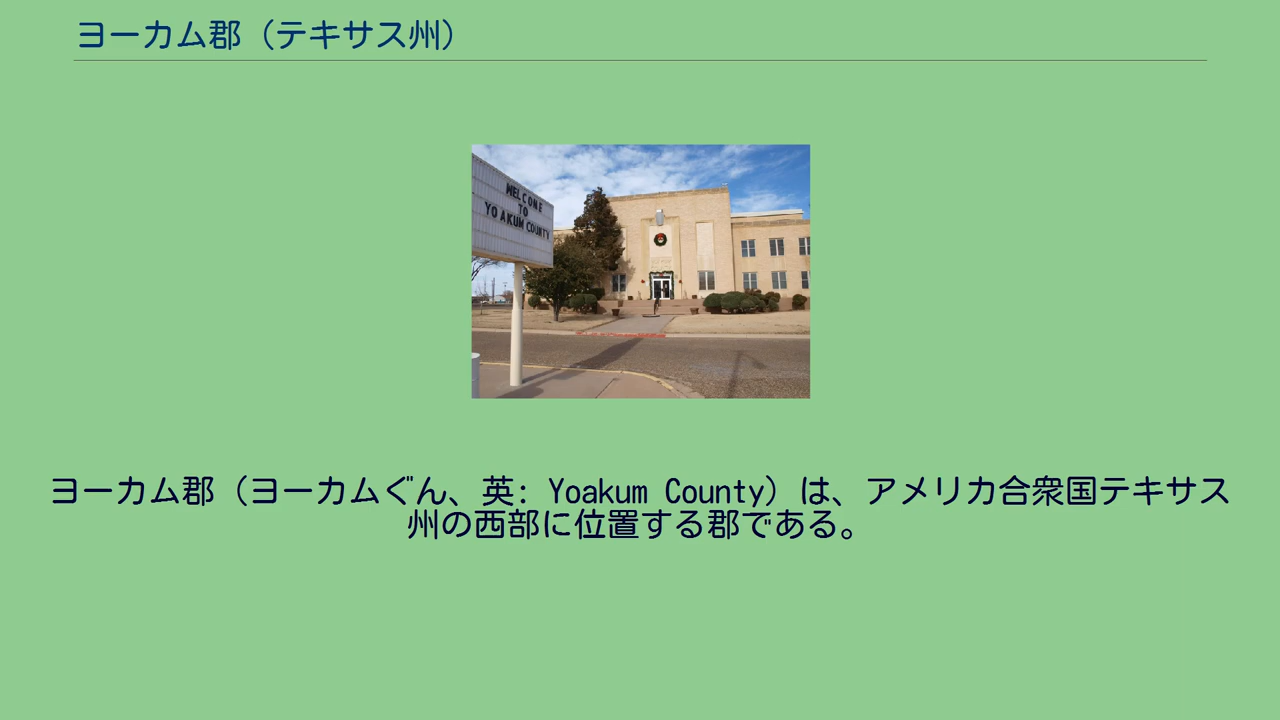 ヨーカム郡（テキサス州）
WELCOME
TO
YOAKUM COUNTY
ヨーカム郡（ヨーカムぐん、英: Yoakum County）は、アメリカ合衆国テキサス
州の西部に位置する郡である。